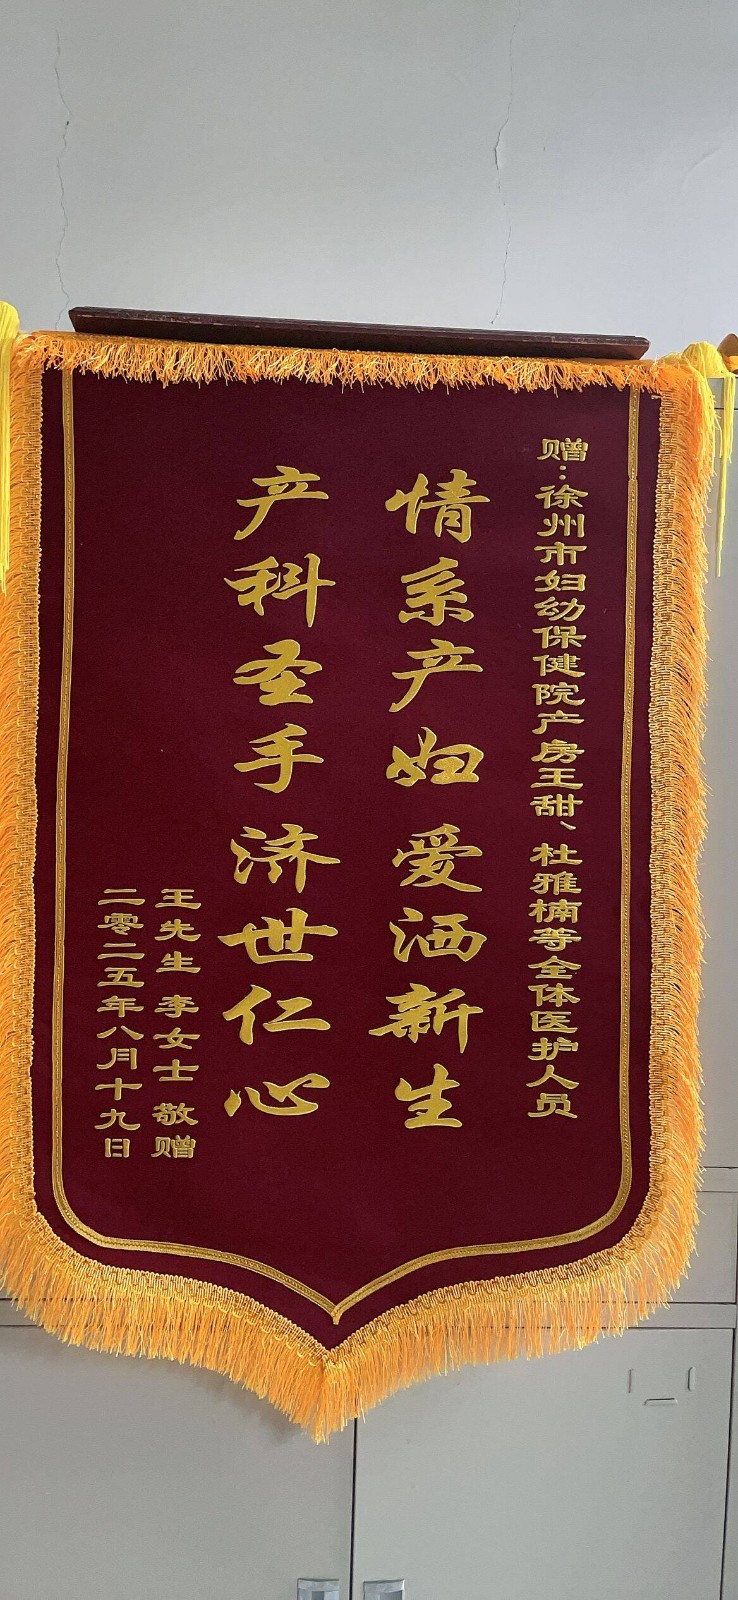 赠：徐州市妇幼保健院产房王甜、杜雅楠等全体医护人员
情系产妇 爱洒新生
产科圣手 济世仁心
王先生 李女士 敬赠
二零二五年八月十九日